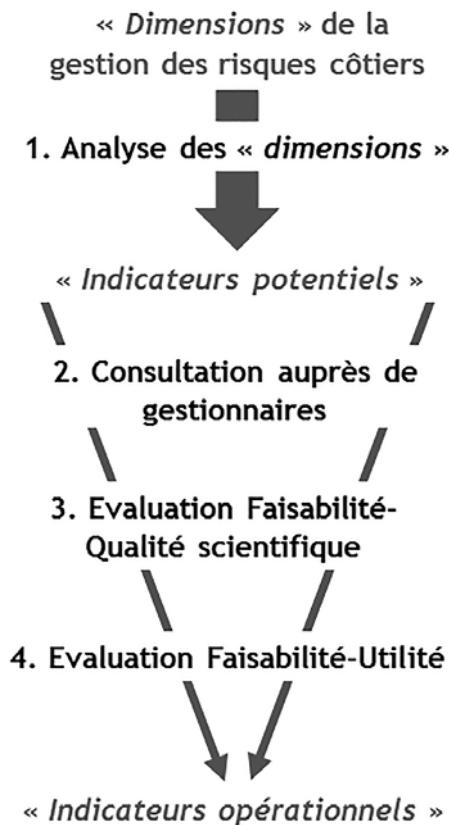 « Dimensions » de la
gestion des risques côtiers
1. Analyse des « dimensions »
« Indicateurs potentiels »
2. Consultation auprès de
gestionnaires
3. Evaluation Faisabilité-
Qualité scientifique
4. Evaluation Faisabilité-Utilité
« Indicateurs opérationnels »